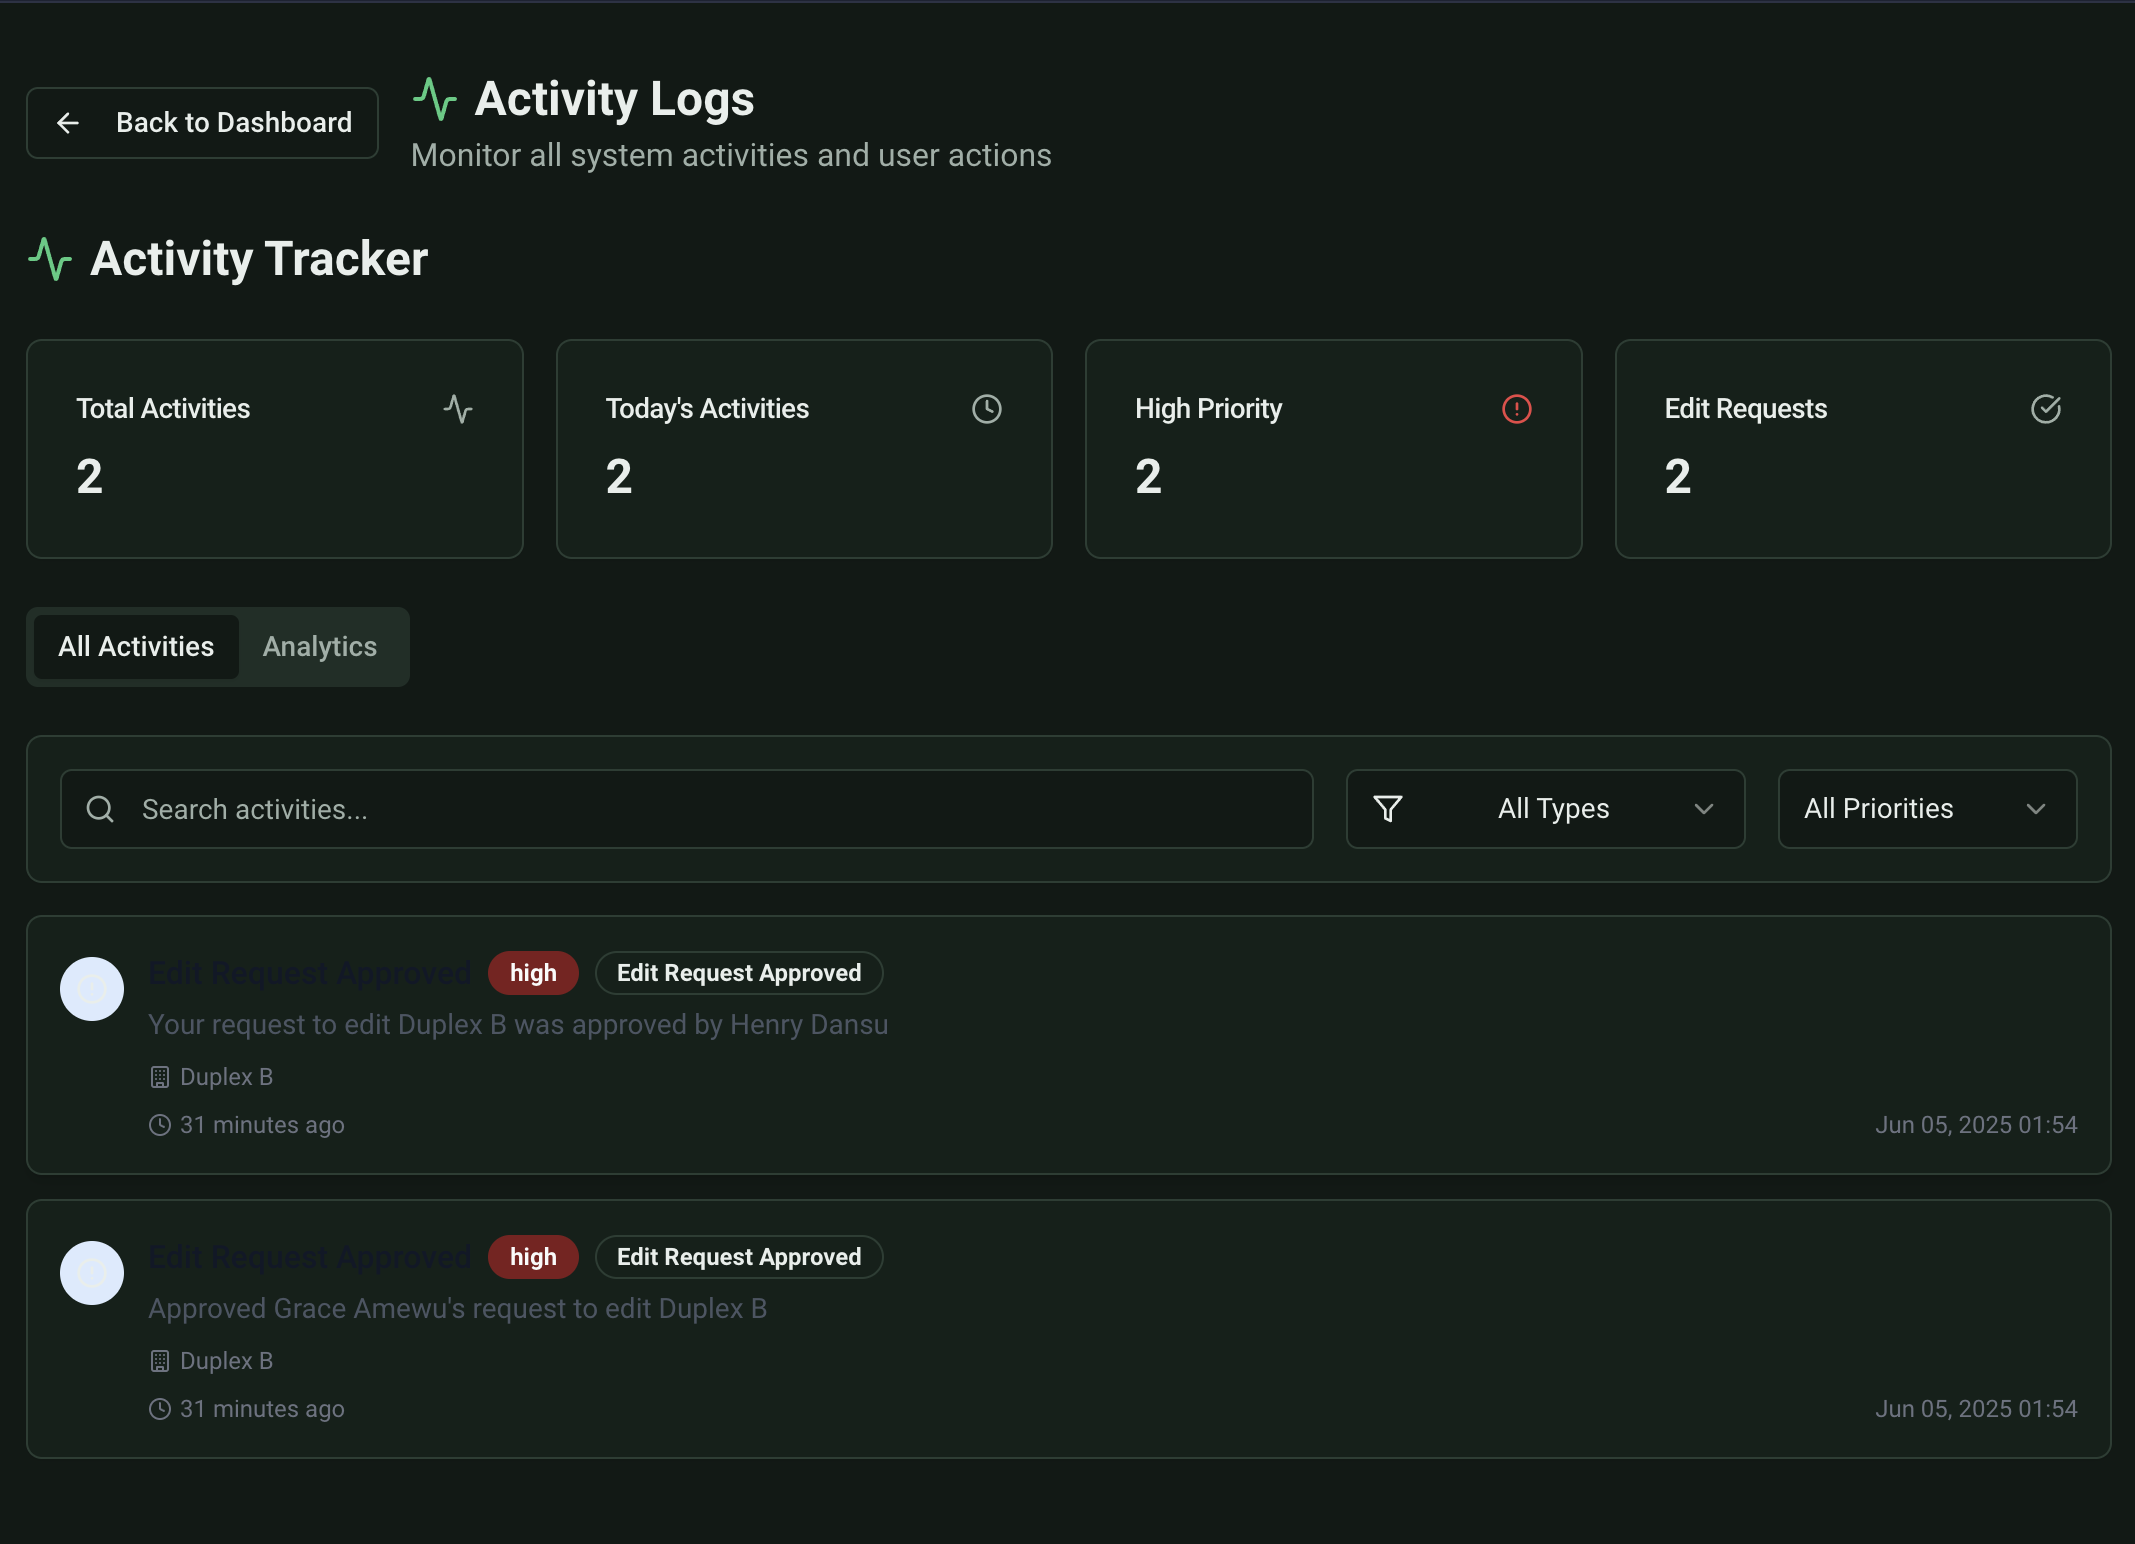 Back to Dashboard
Activity Logs
Monitor all system activities and user actions
Activity Tracker
Total Activities
2
Today's Activities
2
High Priority
2
Edit Requests
2
All Activities
Analytics
Search activities...
All Types
All Priorities
Edit Request Approved high Edit Request Approved
Your request to edit Duplex B was approved by Henry Dansu
Duplex B
31 minutes ago
Jun 05, 2025 01:54
Edit Request Approved high Edit Request Approved
Approved Grace Amewu's request to edit Duplex B
Duplex B
31 minutes ago
Jun 05, 2025 01:54